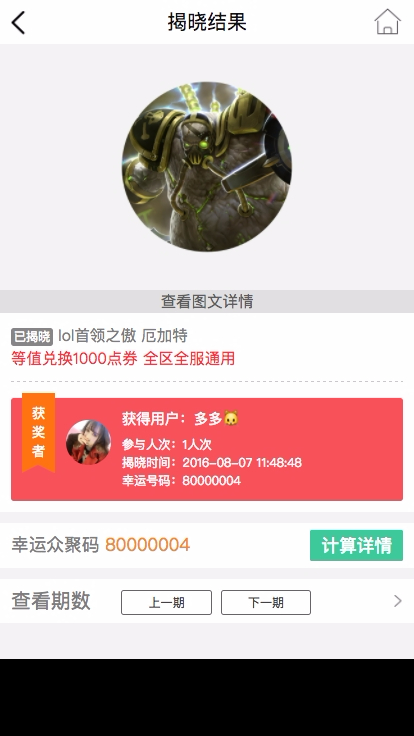 揭晓结果
查看图文详情
已揭晓 lol首领之傲 厄加特
等值兑换1000点券 全区全服通用
获奖者
获得用户：多多🐱
参与人次：1人次
揭晓时间：2016-08-07 11:48:48
幸运号码：80000004
幸运众聚码 80000004 计算详情
查看期数 上一期 下一期